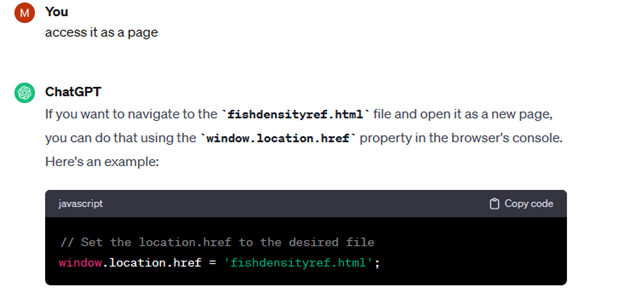 M You
access it as a page
ChatGPT
If you want to navigate to the `fishdensityref.html` file and open it as a new page,
you can do that using the `window.location.href` property in the browser's console.
Here's an example:
javascript Copy code
// Set the location.href to the desired file
window.location.href = 'fishdensityref.html';